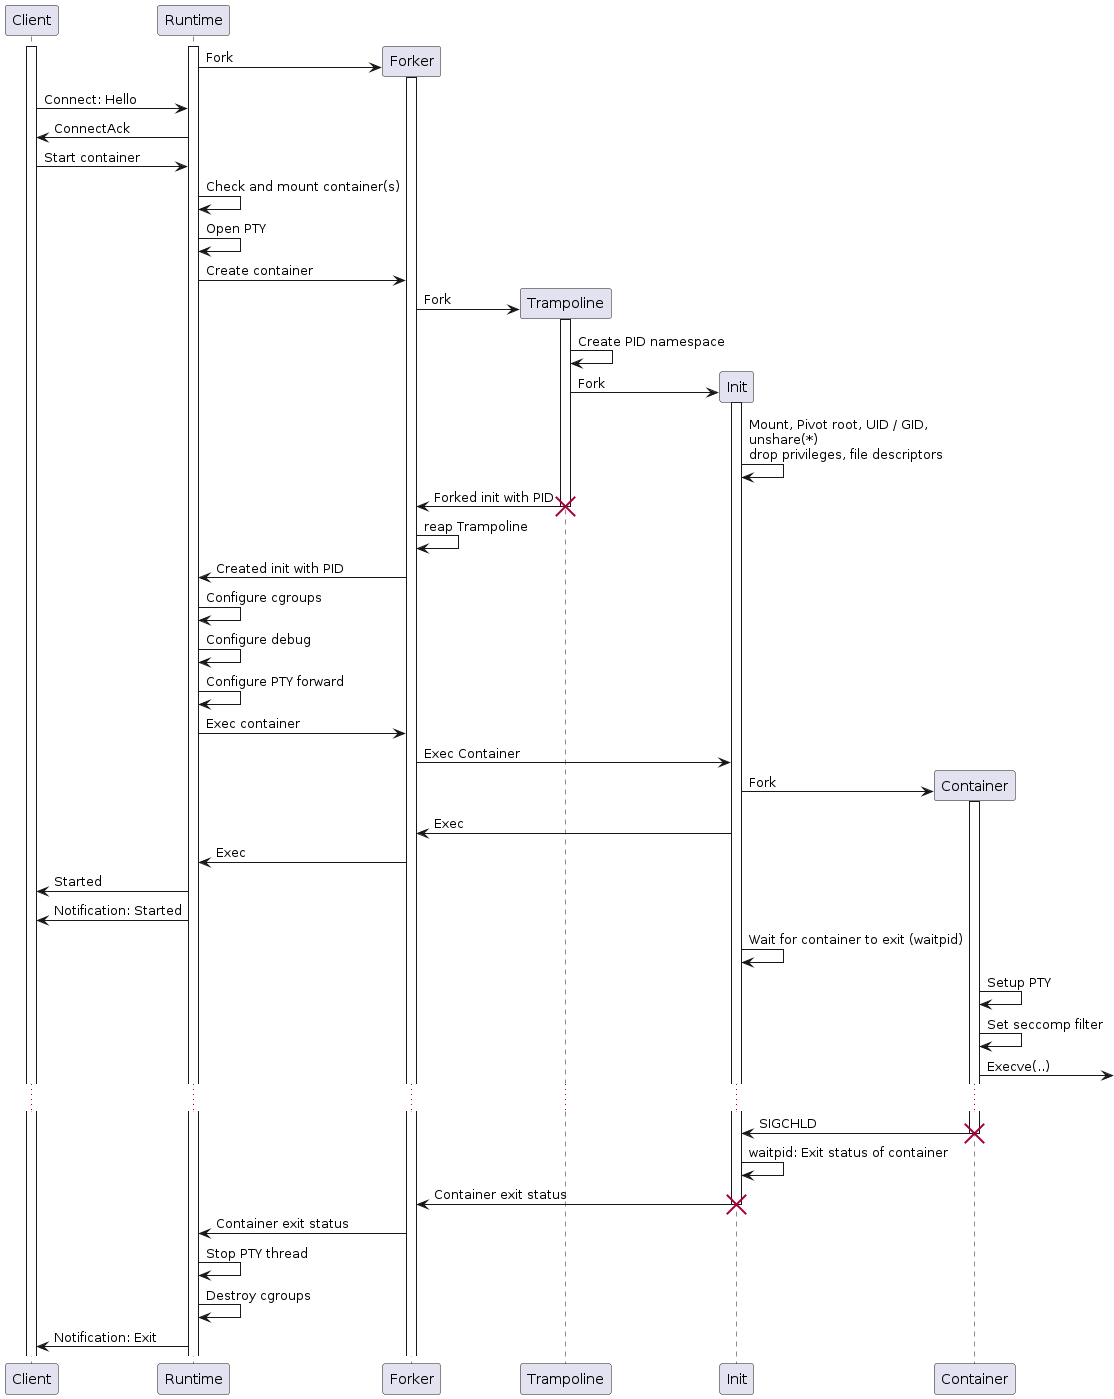 Client
Runtime
Fork
Forker
Connect: Hello
ConnectAck
Start container
Check and mount container(s)
Open PTY
Create container
Fork
Trampoline
Create PID namespace
Fork
Init
Mount, Pivot root, UID / GID,
unshare(*)
drop privileges, file descriptors
Forked init with PID
reap Trampoline
Created init with PID
Configure cgroups
Configure debug
Configure PTY forward
Exec container
Exec Container
Fork
Container
Exec
Exec
Started
Notification: Started
Wait for container to exit (waitpid)
Setup PTY
Set seccomp filter
Execve(..)
SIGCHLD
waitpid: Exit status of container
Container exit status
Container exit status
Stop PTY thread
Destroy cgroups
Notification: Exit
Client
Runtime
Forker
Trampoline
Init
Container